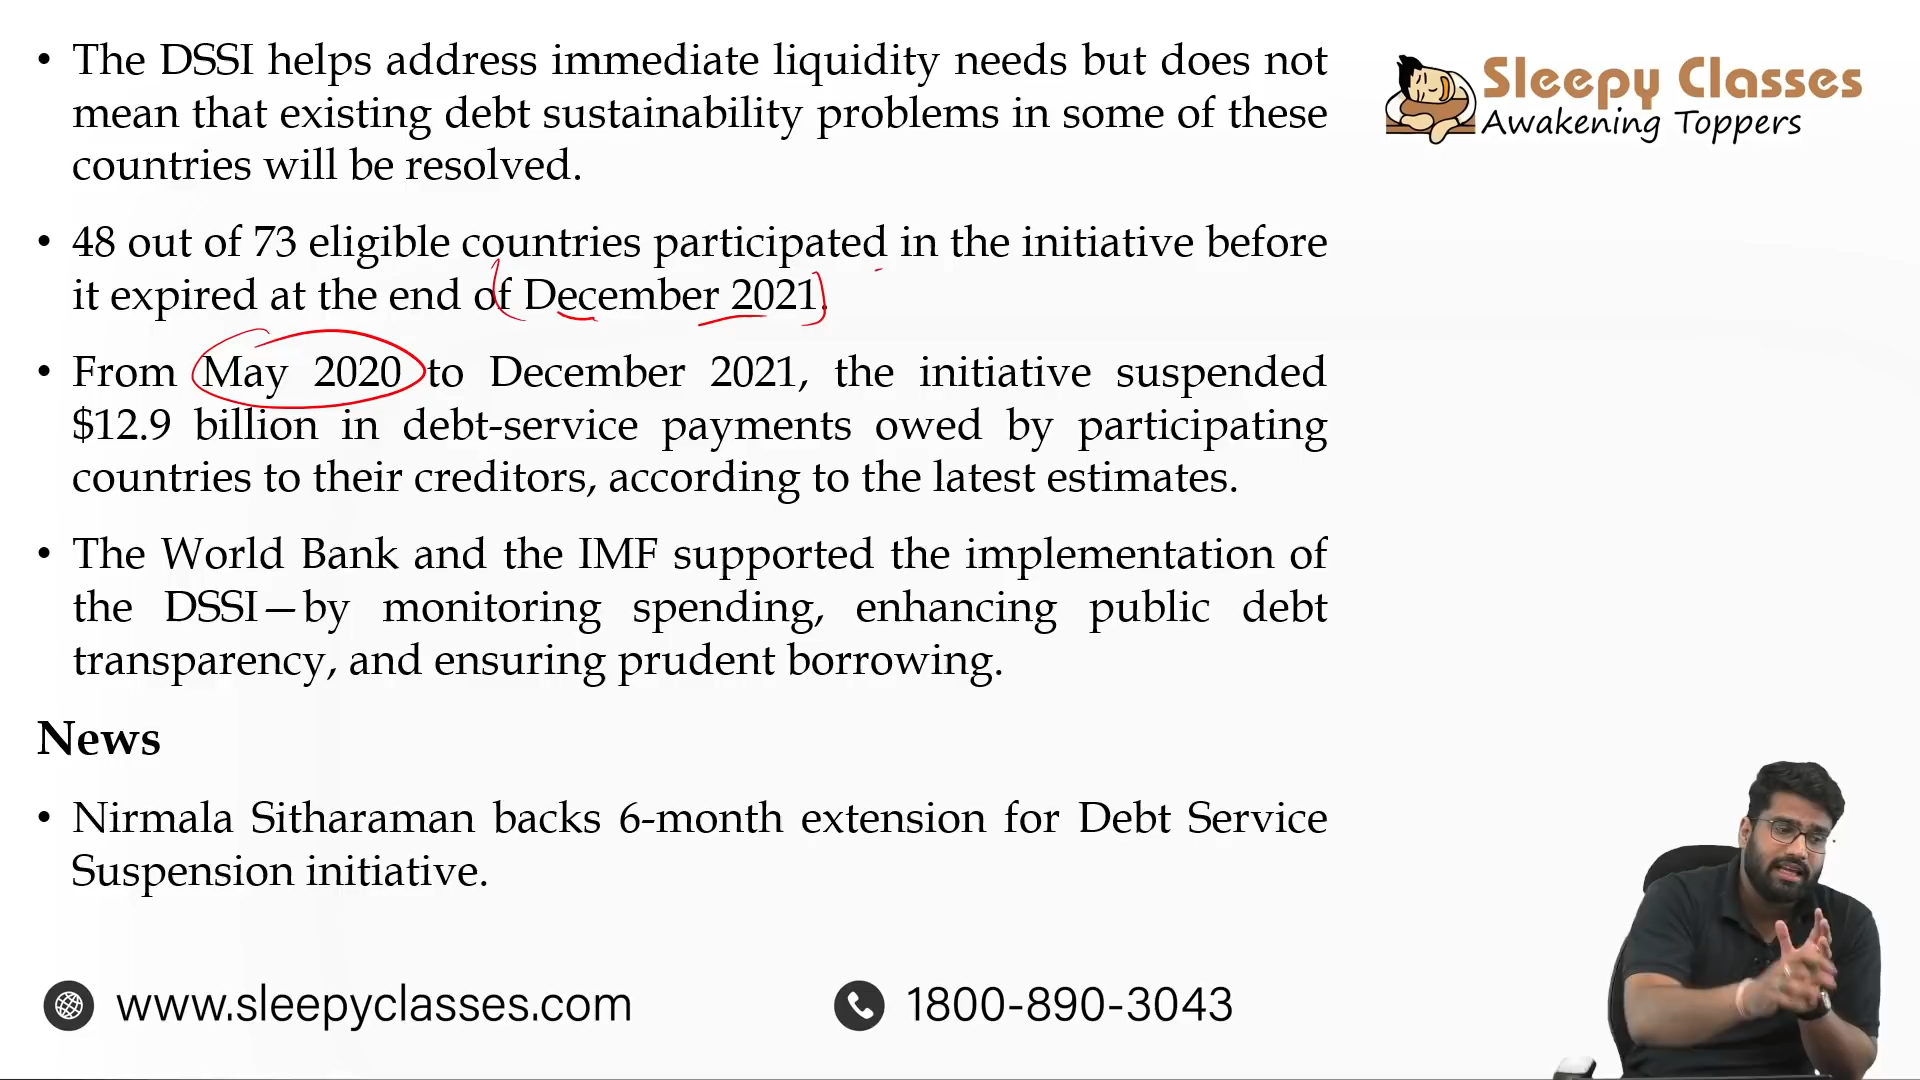 • The DSSI helps address immediate liquidity needs but does not
mean that existing debt sustainability problems in some of these
countries will be resolved.
• 48 out of 73 eligible countries participated in the initiative before
it expired at the end of December 2021.
• From May 2020 to December 2021, the initiative suspended
$12.9 billion in debt-service payments owed by participating
countries to their creditors, according to the latest estimates.
• The World Bank and the IMF supported the implementation of
the DSSI—by monitoring spending, enhancing public debt
transparency, and ensuring prudent borrowing.
News
• Nirmala Sitharaman backs 6-month extension for Debt Service
Suspension initiative.
Sleepy Classes
Awakening Toppers
www.sleepyclasses.com
1800-890-3043